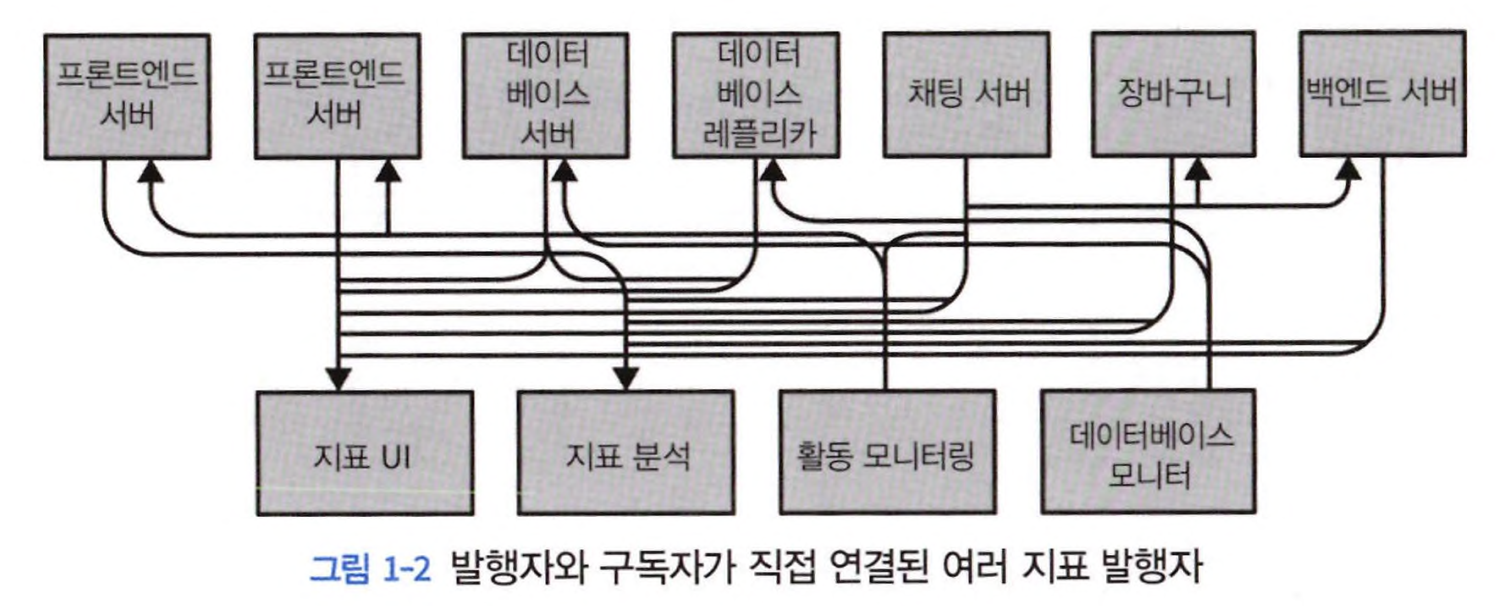 프론트엔드
서버
프론트엔드
서버
데이터
베이스
서버
데이터
베이스
레플리카
채팅 서버
장바구니
백엔드 서버
지표 UI
지표 분석
활동 모니터링
데이터베이스
모니터
그림 1-2 발행자와 구독자가 직접 연결된 여러 지표 발행자